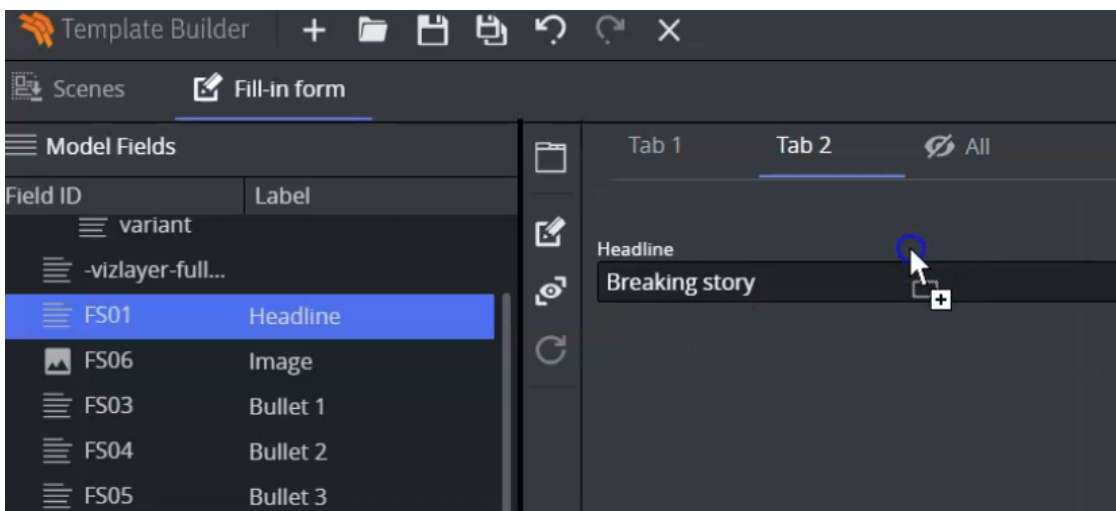 Template Builder
Scenes Fill-in form
Model Fields
Tab 1 Tab 2 All
Field ID Label
variant
-vizlayer-full...
Headline
Breaking story
FS01 Headline
FS06 Image
FS03 Bullet 1
FS04 Bullet 2
FS05 Bullet 3